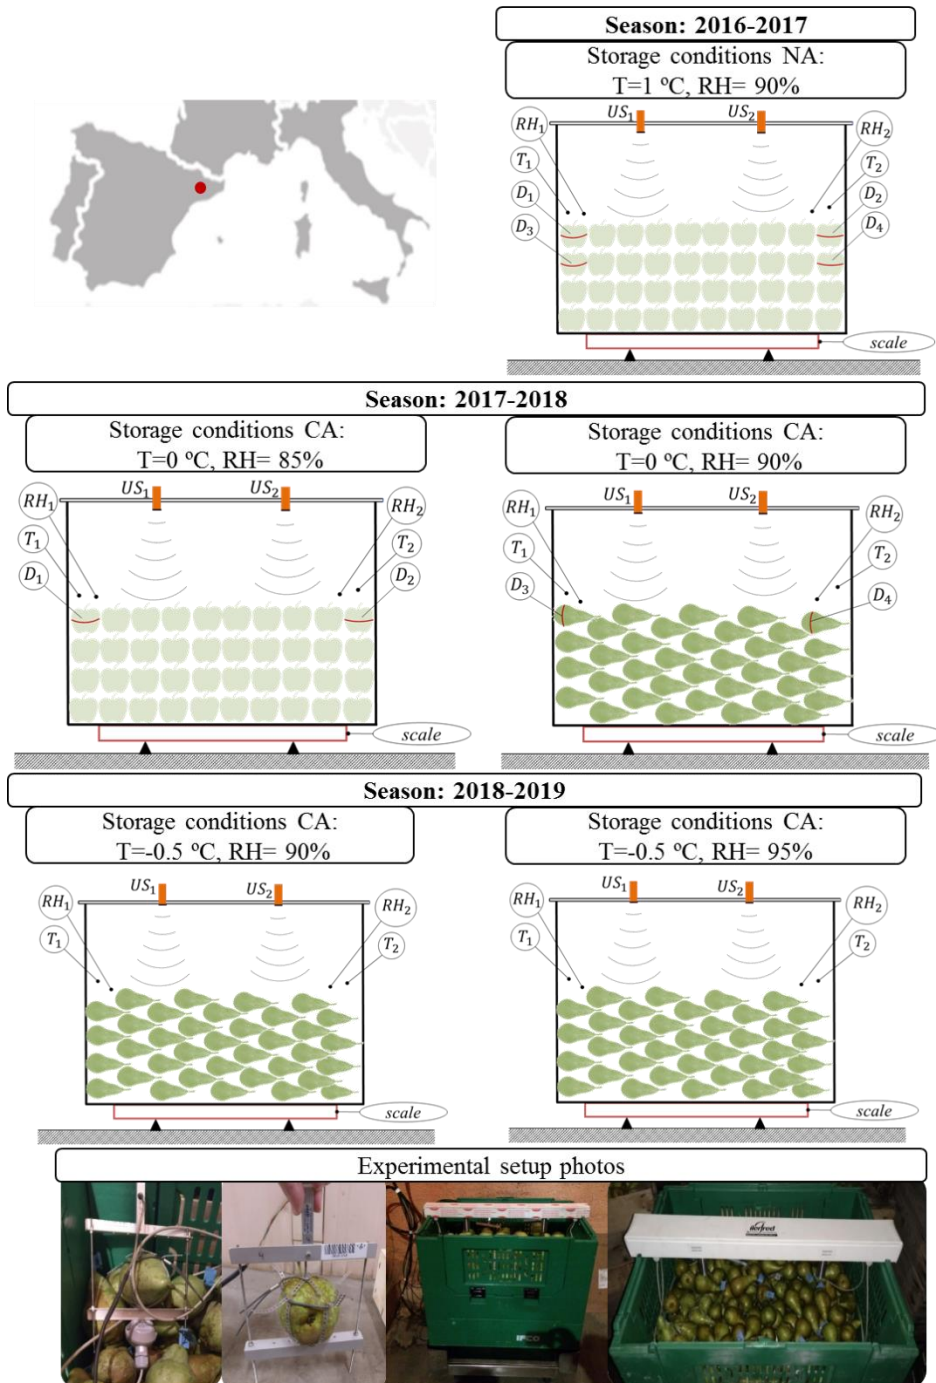 Season: 2016-2017
Storage conditions NA:
T=1 ºC, RH= 90%
US1
US2
RH1
RH2
T1
T2
D1
D2
D3
D4
scale
Season: 2017-2018
Storage conditions CA:
T=0 ºC, RH= 85%
US1
US2
RH1
RH2
T1
T2
D1
D2
scale
Storage conditions CA:
T=0 ºC, RH= 90%
US1
US2
RH1
RH2
T1
T2
D3
D4
scale
Season: 2018-2019
Storage conditions CA:
T=-0.5 ºC, RH= 90%
US1
US2
RH1
RH2
T1
T2
scale
Storage conditions CA:
T=-0.5 ºC, RH= 95%
US1
US2
RH1
RH2
T1
T2
scale
Experimental setup photos
IFCO